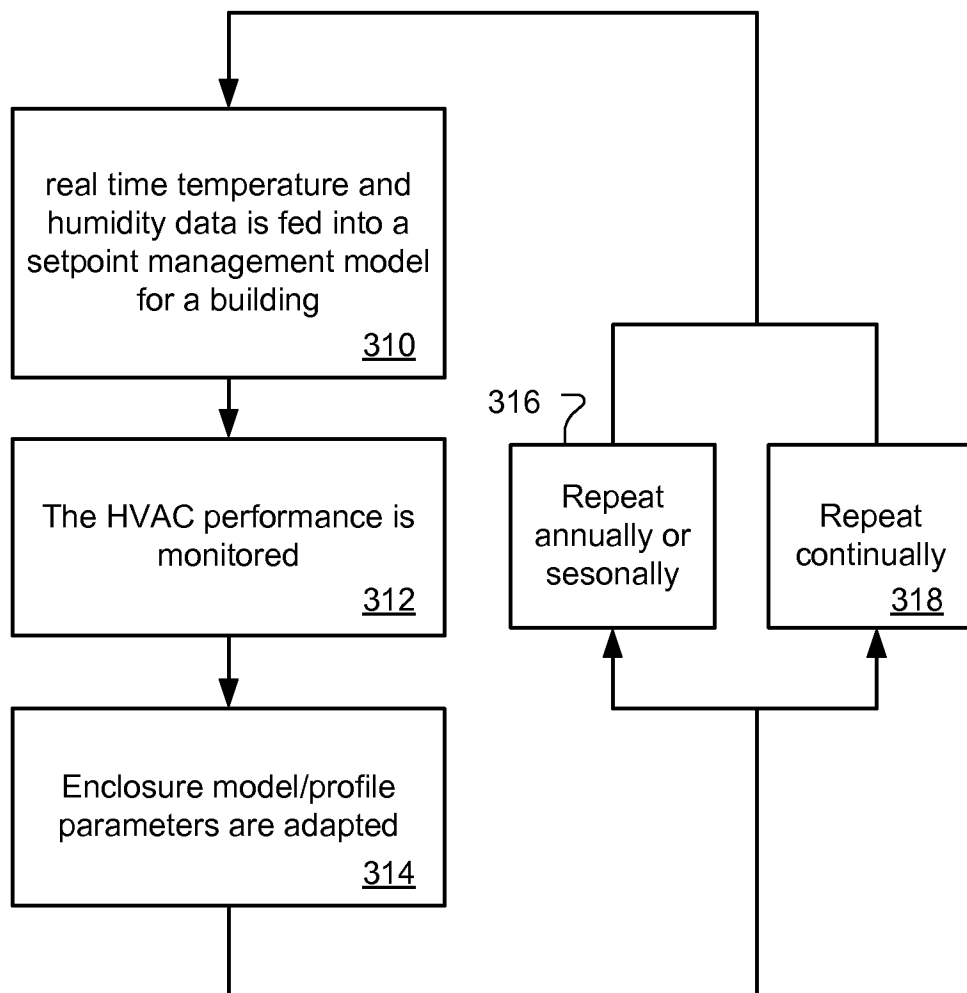 real time temperature and
humidity data is fed into a
setpoint management model
for a building
310
The HVAC performance is
monitored
312
Enclosure model/profile
parameters are adapted
314
316
Repeat
annually or
sesonally
Repeat
continually
318